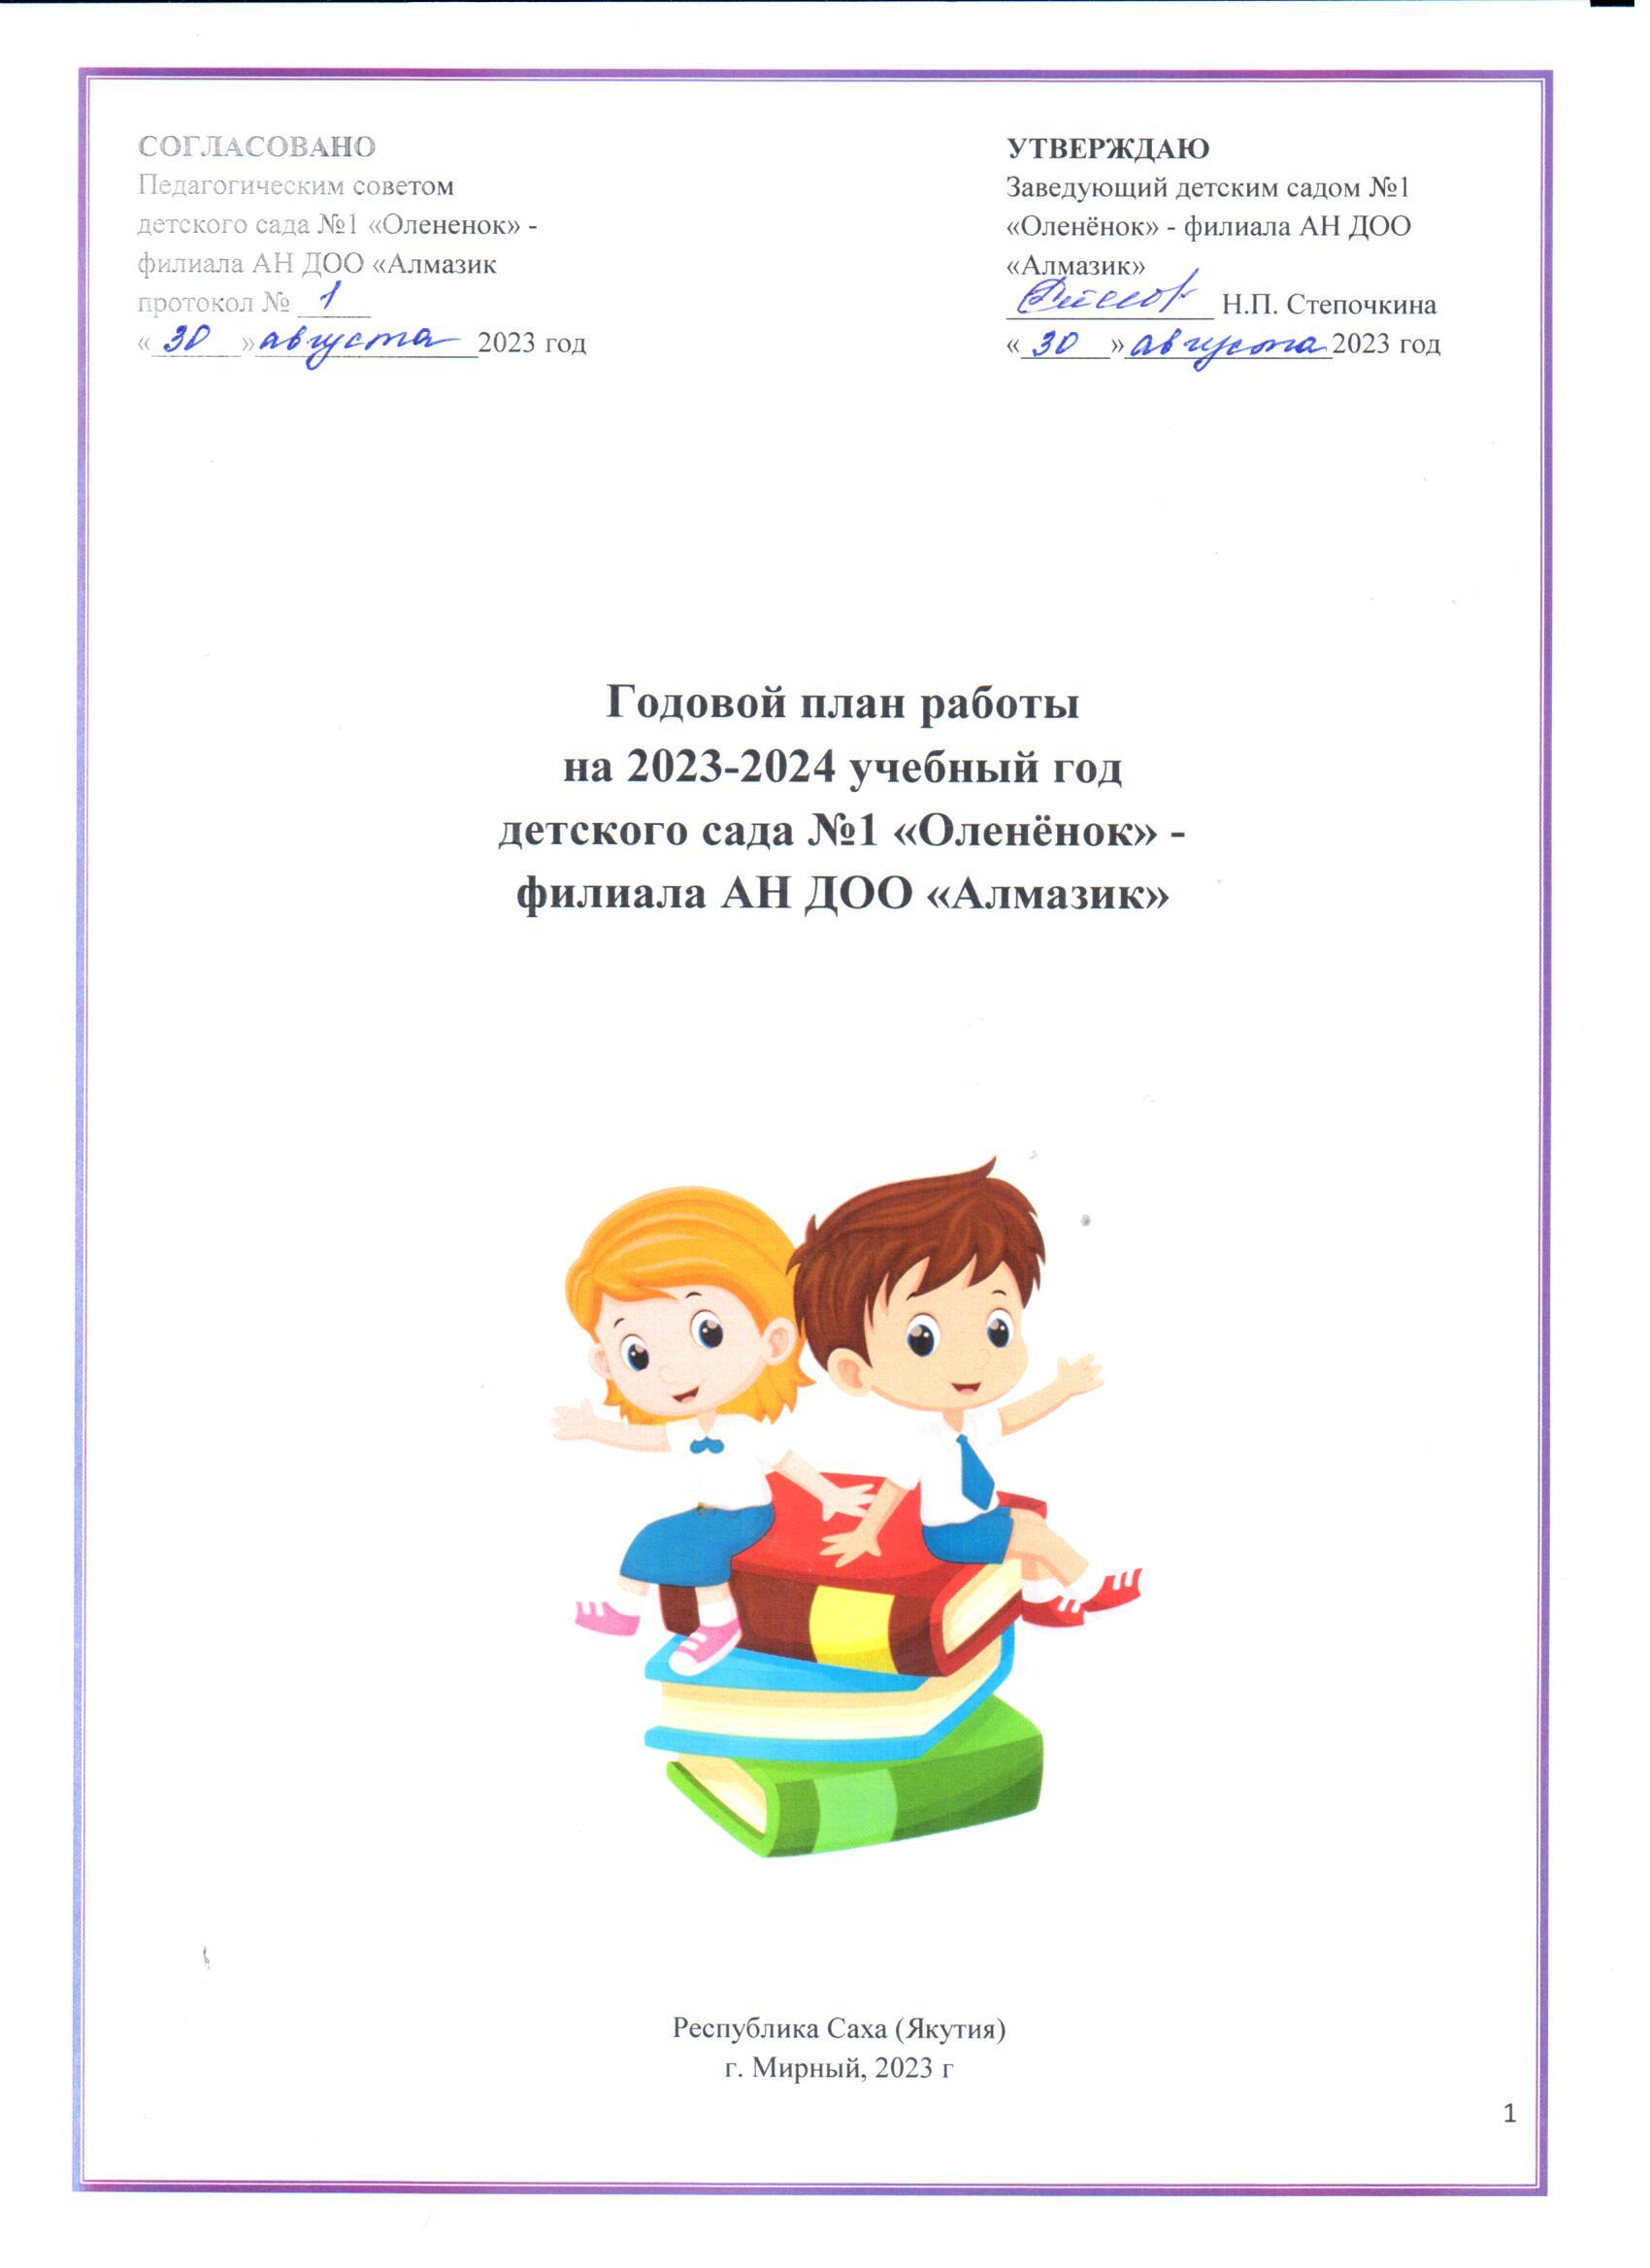 СОГЛАСОВАНО
Педагогическим советом
детского сада №1 «Олененок» -
филиала АН ДОО «Алмазик
протокол № 1
«30» августа 2023 год
УТВЕРЖДАЮ
Заведующий детским садом №1
«Оленёнок» - филиала АН ДОО
«Алмазик»
Н.П. Степочкина
«30» августа 2023 год
Годовой план работы
на 2023-2024 учебный год
детского сада №1 «Оленёнок» -
филиала АН ДОО «Алмазик»
Республика Саха (Якутия)
г. Мирный, 2023 г
1